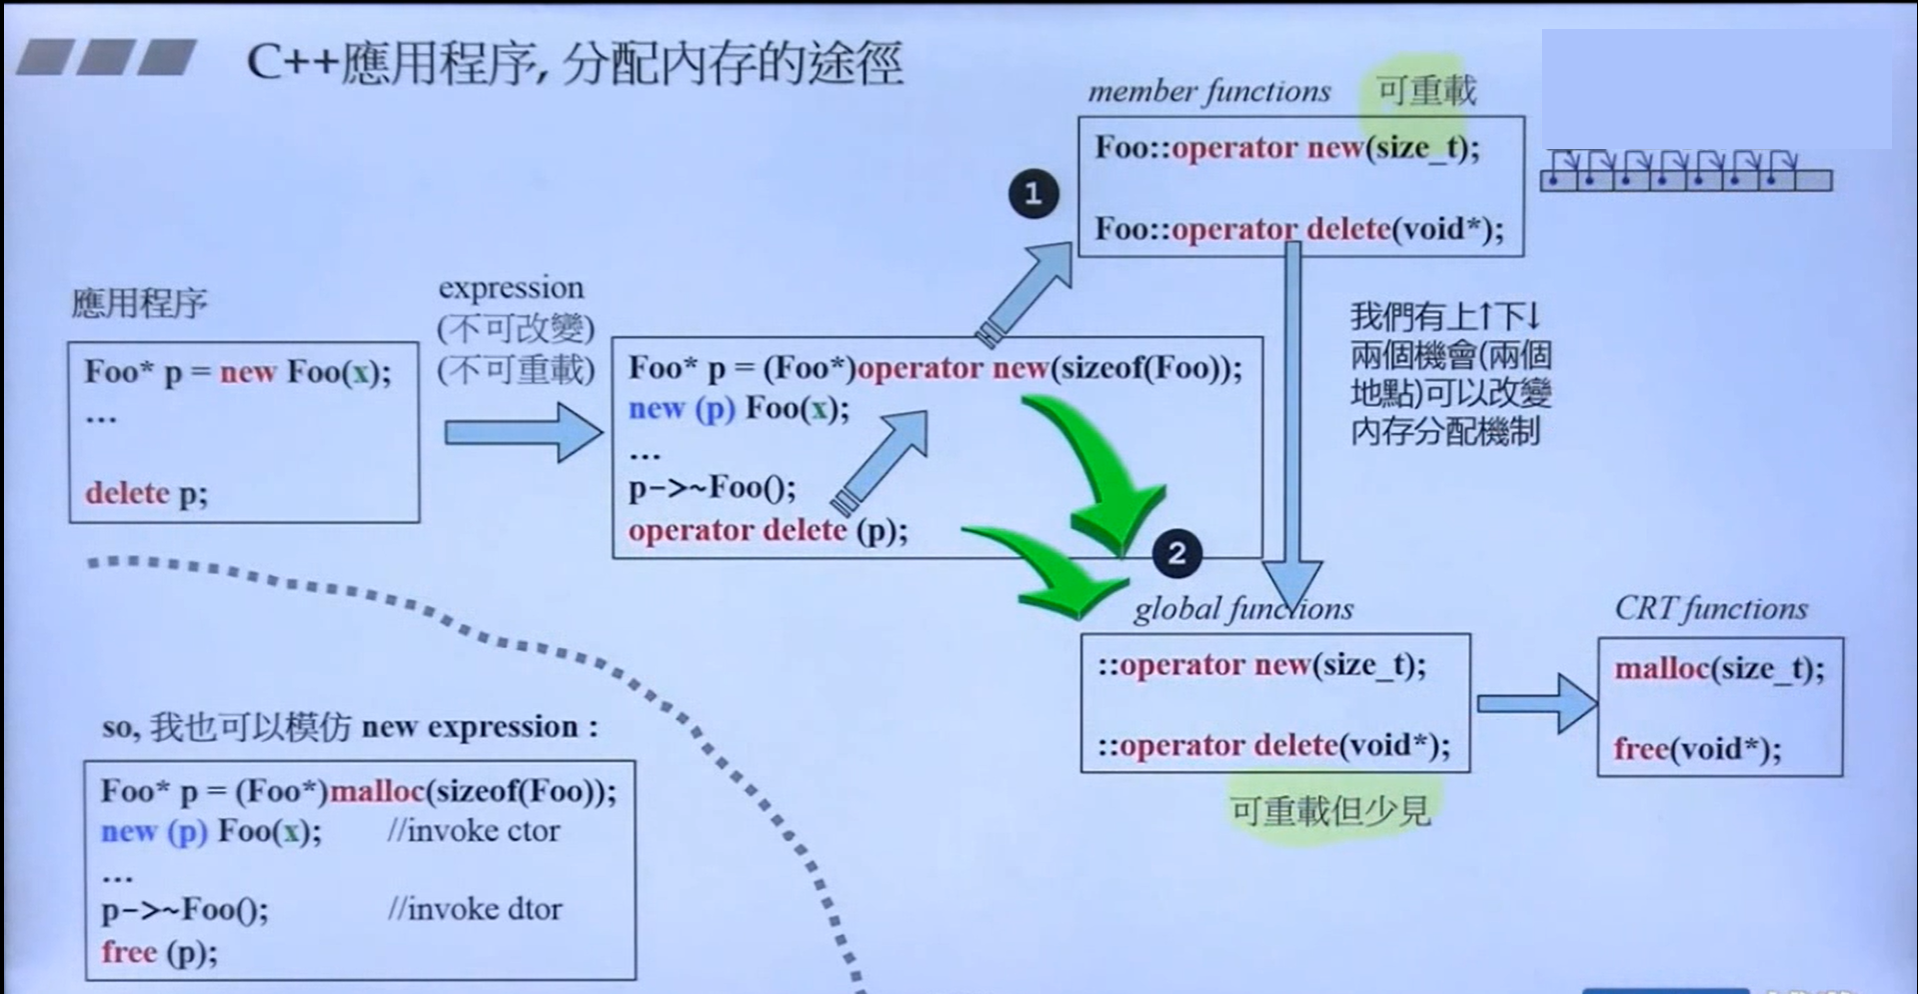 C++應用程序, 分配內存的途徑
member functions 可重載
Foo::operator new(size_t);
Foo::operator delete(void*);
1
應用程序
Foo* p = new Foo(x);
...
delete p;
expression
(不可改變)
(不可重載)
Foo* p = (Foo*)operator new(sizeof(Foo));
new (p) Foo(x);
...
p->~Foo();
operator delete (p);
我們有上↑下↓
兩個機會(兩個
地點)可以改變
內存分配機制
2
global functions
::operator new(size_t);
::operator delete(void*);
可重載但少見
CRT functions
malloc(size_t);
free(void*);
so, 我也可以模仿 new expression :
Foo* p = (Foo*)malloc(sizeof(Foo));
new (p) Foo(x); //invoke ctor
...
p->~Foo(); //invoke dtor
free (p);